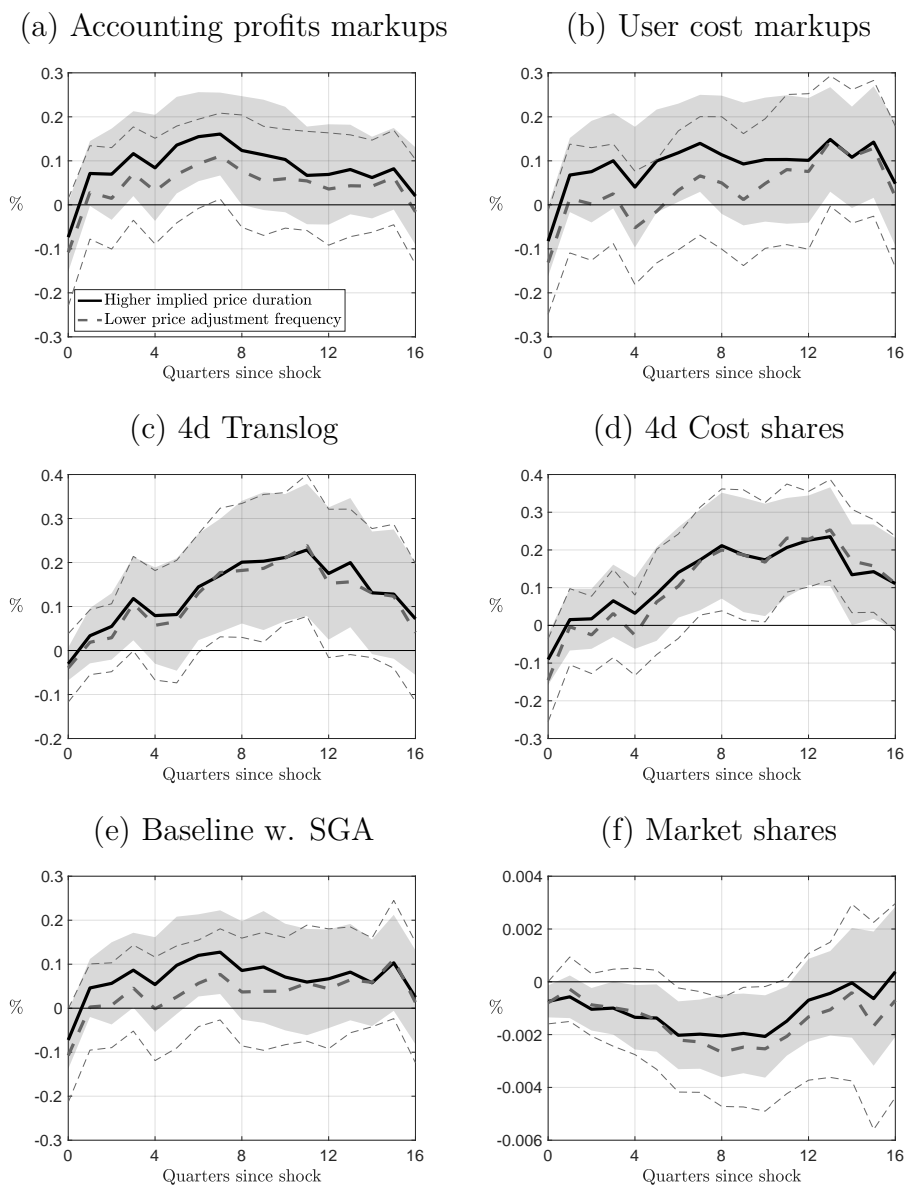 (a) Accounting profits markups
(b) User cost markups
0.3
0.2
0.1
0
-0.1
-0.2
-0.3
%
Higher implied price duration
Lower price adjustment frequency
0 4 8 12 16
Quarters since shock
0.3
0.2
0.1
0
-0.1
-0.2
-0.3
%
0 4 8 12 16
Quarters since shock
(c) 4d Translog
(d) 4d Cost shares
0.4
0.3
0.2
0.1
0
-0.1
-0.2
%
0 4 8 12 16
Quarters since shock
0.4
0.3
0.2
0.1
0
-0.1
-0.2
-0.3
%
0 4 8 12 16
Quarters since shock
(e) Baseline w. SGA
(f) Market shares
0.3
0.2
0.1
0
-0.1
-0.2
-0.3
%
0 4 8 12 16
Quarters since shock
0.004
0.002
0
-0.002
-0.004
-0.006
%
0 4 8 12 16
Quarters since shock